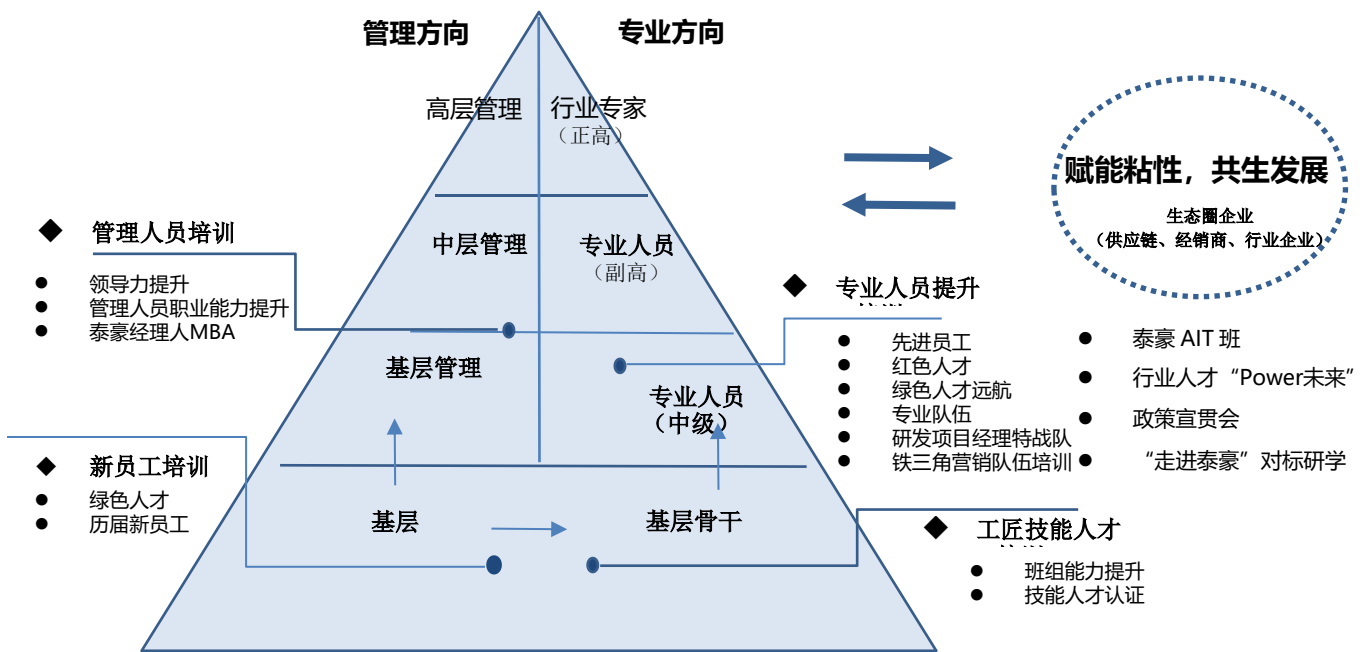 管理方向
专业方向
高层管理
行业专家
（正高）
赋能粘性，共生发展
生态圈企业
（供应链、经销商、行业企业）
◆ 管理人员培训
● 领导力提升
● 管理人员职业能力提升
● 泰豪经理人MBA
中层管理
专业人员
（副高）
◆ 专业人员提升
● 先进员工
● 红色人才
● 绿色人才远航
● 专业队伍
● 研发项目经理特战队
● 铁三角营销队伍培训
● 泰豪 AIT 班
● 行业人才“Power未来”
● 政策宣贯会
● “走进泰豪”对标研学
基层管理
专业人员
（中级）
◆ 新员工培训
● 绿色人才
● 历届新员工
基层
基层骨干
◆ 工匠技能人才
● 班组能力提升
● 技能人才认证